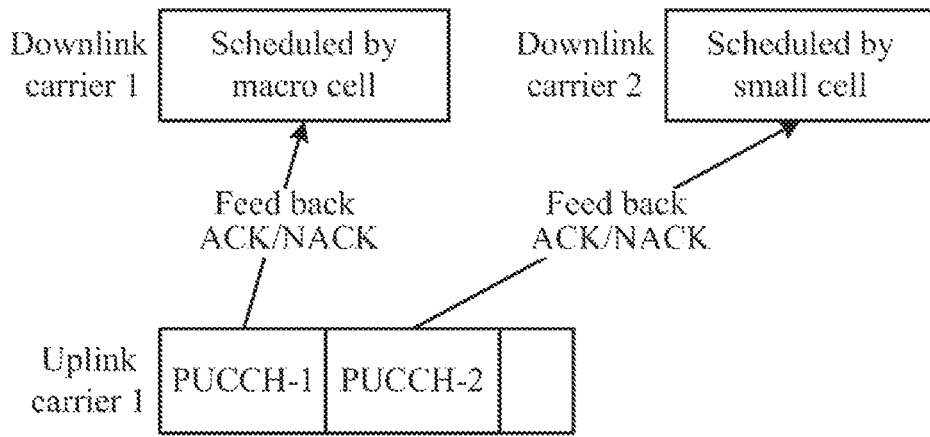 Downlink
carrier 1
Scheduled by
macro cell
Downlink
carrier 2
Scheduled by
small cell
Feed back
ACK/NACK
Feed back
ACK/NACK
Uplink
carrier 1
PUCCH-1
PUCCH-2